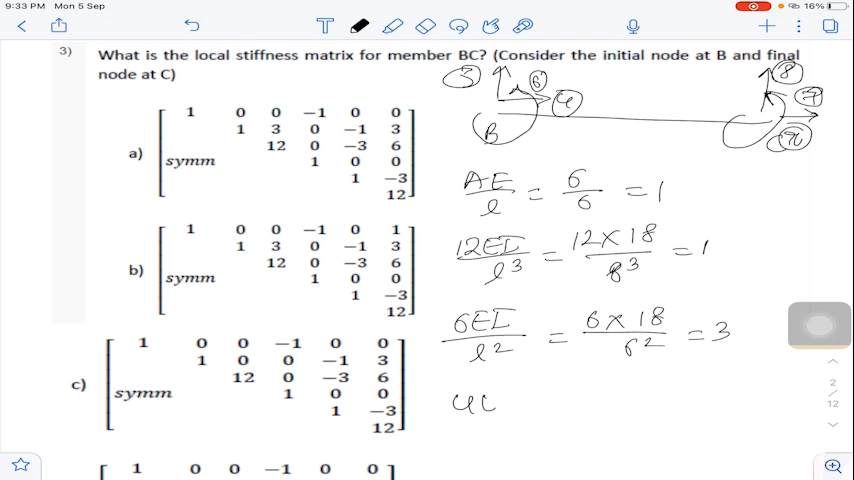 9:33 PM Mon 5 Sep
16%
3) What is the local stiffness matrix for member BC? (Consider the initial node at B and final
node at C)
a)
1 0 0 −1 0 0
1 3 0 −1 3
12 0 −3 6
symm 1 0 0
1 −3
12
b)
1 0 0 −1 0 1
1 3 0 −1 3
12 0 −3 6
symm 1 0 0
1 −3
12
c)
1 0 0 −1 0 0
1 0 0 −1 3
12 0 −3 6
symm 1 0 0
1 −3
12
1 0 0 −1 0 0
5 6 4 B
8 7
AE/l = 6/6 = 1
12EI/l³ = 12×18/6³ = 1
6EI/l² = 6×18/6² = 3
2
/
12